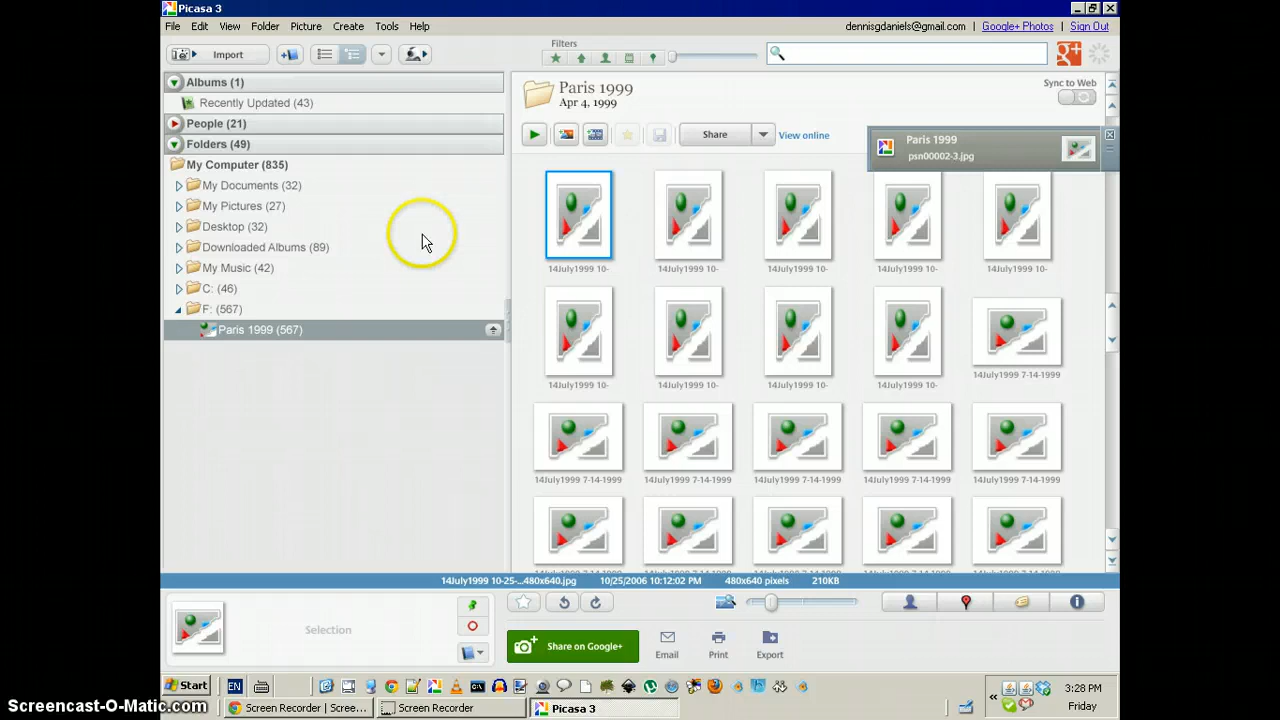 Picasa 3
File Edit View Folder Picture Create Tools Help
dennisgdaniels@gmail.com Google+ Photos Sign Out
Import
Filters
Albums (1)
Recently Updated (43)
People (21)
Folders (49)
My Computer (835)
My Documents (32)
My Pictures (27)
Desktop (32)
Downloaded Albums (89)
My Music (42)
C: (46)
F: (567)
Paris 1999 (567)
Paris 1999
Apr 4, 1999
Sync to Web
Share View online
Paris 1999
psn00002-3.jpg
14July1999 10- 14July1999 10- 14July1999 10- 14July1999 10- 14July1999 10-
14July1999 10- 14July1999 10- 14July1999 10- 14July1999 10- 14July1999 7-14-1999
14July1999 7-14-1999 14July1999 7-14-1999 14July1999 7-14-1999 14July1999 7-14-1999 14July1999 7-14-1999
14July1999 10-25-...480x640.jpg 10/25/2006 10:12:02 PM 480x640 pixels 210KB
Selection
Share on Google+ Email Print Export
Start EN
3:28 PM
Friday
Screen Recorder | Scre... Screen Recorder Picasa 3
Screencast-O-Matic.com